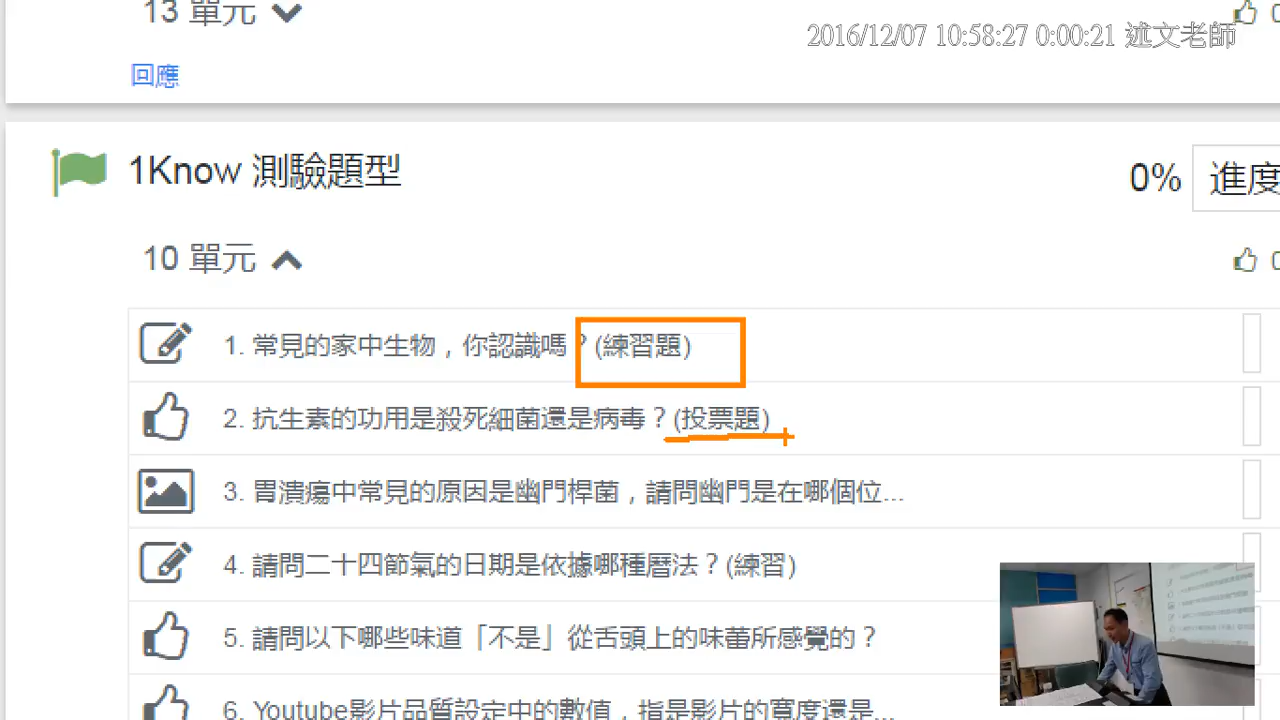 13 單元
2016/12/07 10:58:27 0:00:21 述文老師
回應
1Know 測驗題型
0% 進度
10 單元
1. 常見的家中生物，你認識嗎？(練習題)
2. 抗生素的功用是殺死細菌還是病毒？(投票題)
3. 胃潰瘍中常見的原因是幽門桿菌，請問幽門是在哪個位...
4. 請問二十四節氣的日期是依據哪種曆法？(練習)
5. 請問以下哪些味道「不是」從舌頭上的味蕾所感覺的？
6. Youtube影片品質設定中的數值，指是影片的寬度還是...